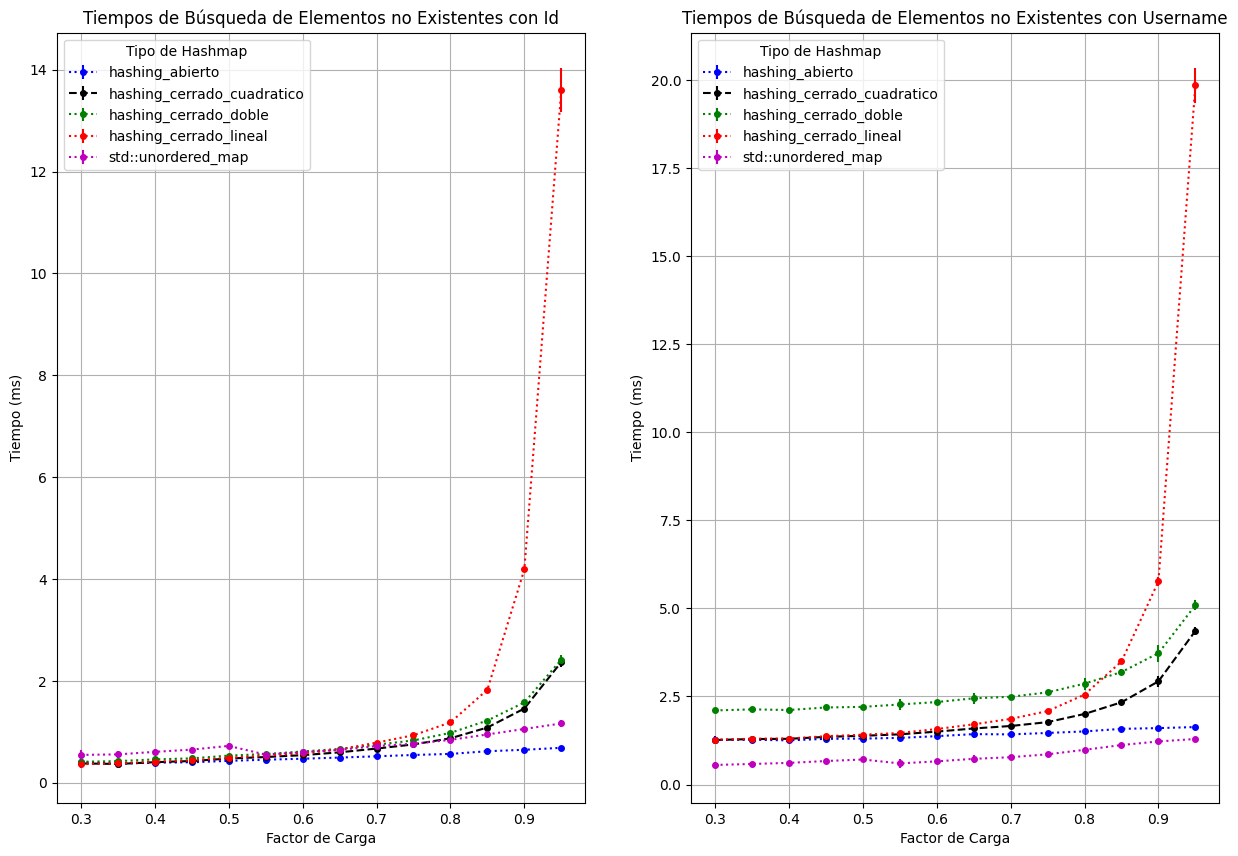 Tiempos de Búsqueda de Elementos no Existentes con Id
Tipo de Hashmap
hashing_abierto
hashing_cerrado_cuadratico
hashing_cerrado_doble
hashing_cerrado_lineal
std::unordered_map
14
12
10
8
6
4
2
0
Tiempo (ms)
0.3 0.4 0.5 0.6 0.7 0.8 0.9
Factor de Carga
Tiempos de Búsqueda de Elementos no Existentes con Username
Tipo de Hashmap
hashing_abierto
hashing_cerrado_cuadratico
hashing_cerrado_doble
hashing_cerrado_lineal
std::unordered_map
20.0
17.5
15.0
12.5
10.0
7.5
5.0
2.5
0.0
Tiempo (ms)
0.3 0.4 0.5 0.6 0.7 0.8 0.9
Factor de Carga